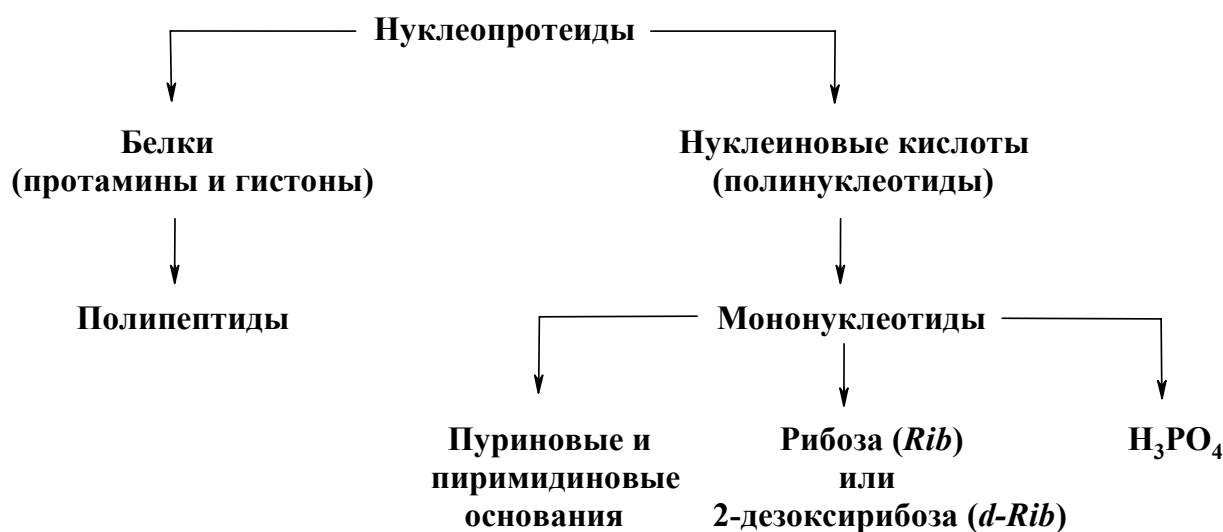 Нуклеопротеиды
Белки
(протамины и гистоны)
Нуклеиновые кислоты
(полинуклеотиды)
Полипептиды
Мононуклеотиды
Пуриновые и
пиримидиновые
основания
Рибоза (Rib)
или
2-дезоксирибоза (d-Rib)
H₃PO₄